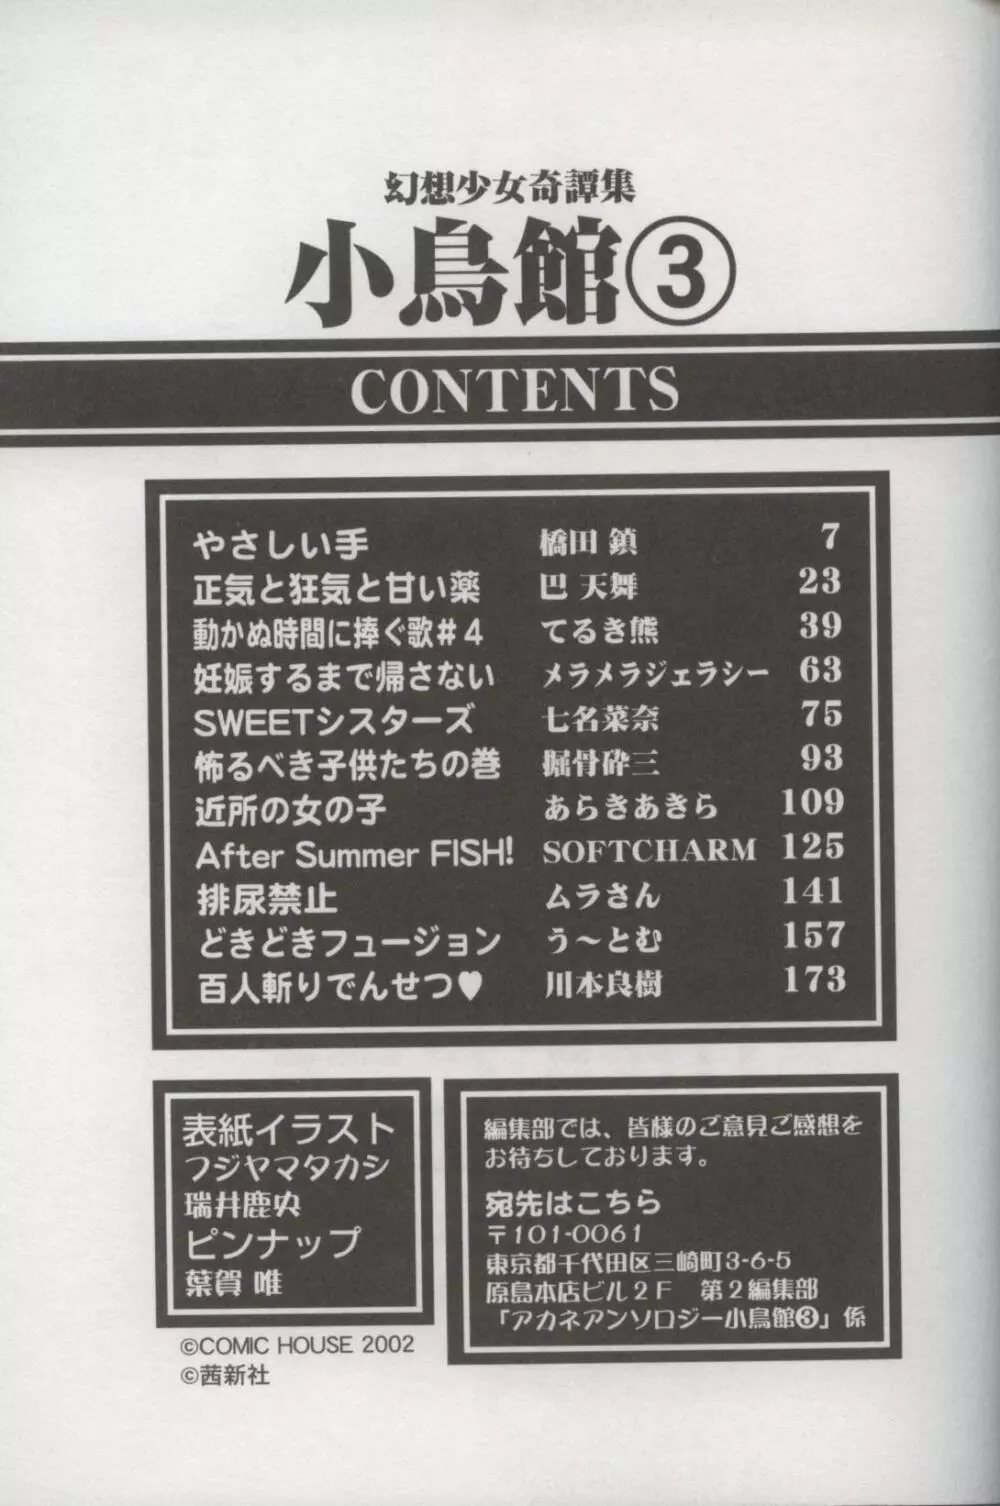 幻想少女奇譚集
小鳥館③
CONTENTS
やさしい手 橋田 鎮 7
正気と狂気と甘い薬 巴 天舞 23
動かぬ時間に捧ぐ歌#4 てるき熊 39
妊娠するまで帰さない メラメラジェラシー 63
SWEETシスターズ 七名菜奈 75
怖るべき子供たちの巻 掘骨砕三 93
近所の女の子 あらきあきら 109
After Summer FISH! SOFTCHARM 125
排尿禁止 ムラさん 141
どきどきフュージョン う〜とむ 157
百人斬りでんせつ♥ 川本良樹 173
表紙イラスト
フジヤマタカシ
瑞井鹿央
ピンナップ
葉賀 唯
©COMIC HOUSE 2002
©茜新社
編集部では、皆様のご意見ご感想を
お待ちしております。
宛先はこちら
〒101-0061
東京都千代田区三崎町3-6-5
原島本店ビル2F 第2編集部
「アカネアンソロジー小鳥館❸」係